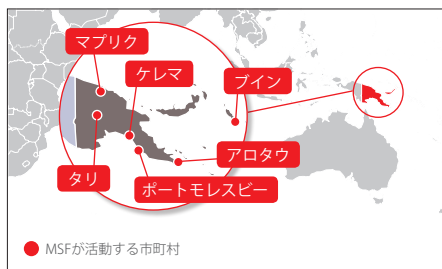 マプリク
ケレマ
ブイン
アロタウ
タリ
ポートモレスビー
MSFが活動する市町村